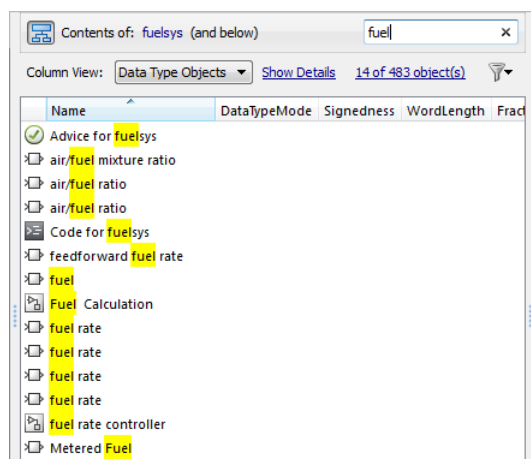 Contents of: fuelsys (and below) fuel
Column View: Data Type Objects Show Details 14 of 483 object(s)
Name DataTypeMode Signedness WordLength Fract
Advice for fuelsys
air/fuel mixture ratio
air/fuel ratio
air/fuel ratio
Code for fuelsys
feedforward fuel rate
fuel
Fuel Calculation
fuel rate
fuel rate
fuel rate
fuel rate
fuel rate controller
Metered Fuel